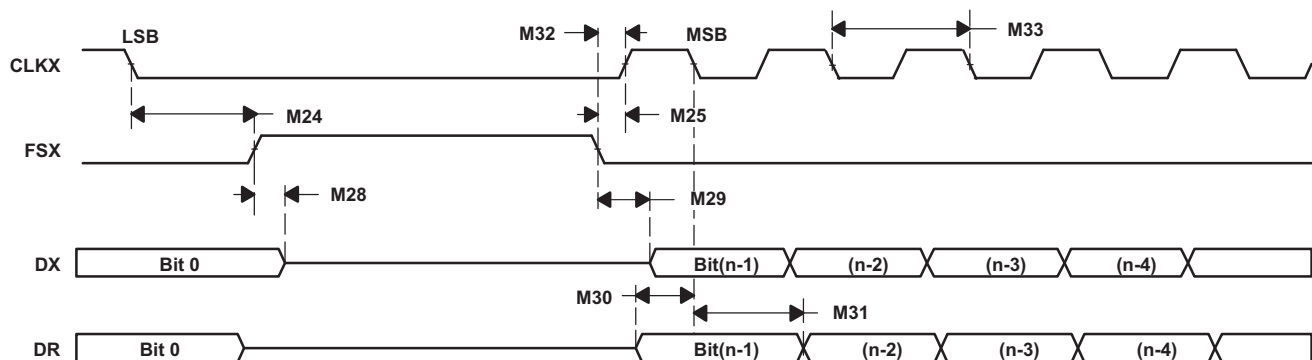 LSB M32 MSB M33
CLKX
M24 M25
FSX
M28 M29
DX Bit 0 Bit(n-1) (n-2) (n-3) (n-4)
M30 M31
DR Bit 0 Bit(n-1) (n-2) (n-3) (n-4)